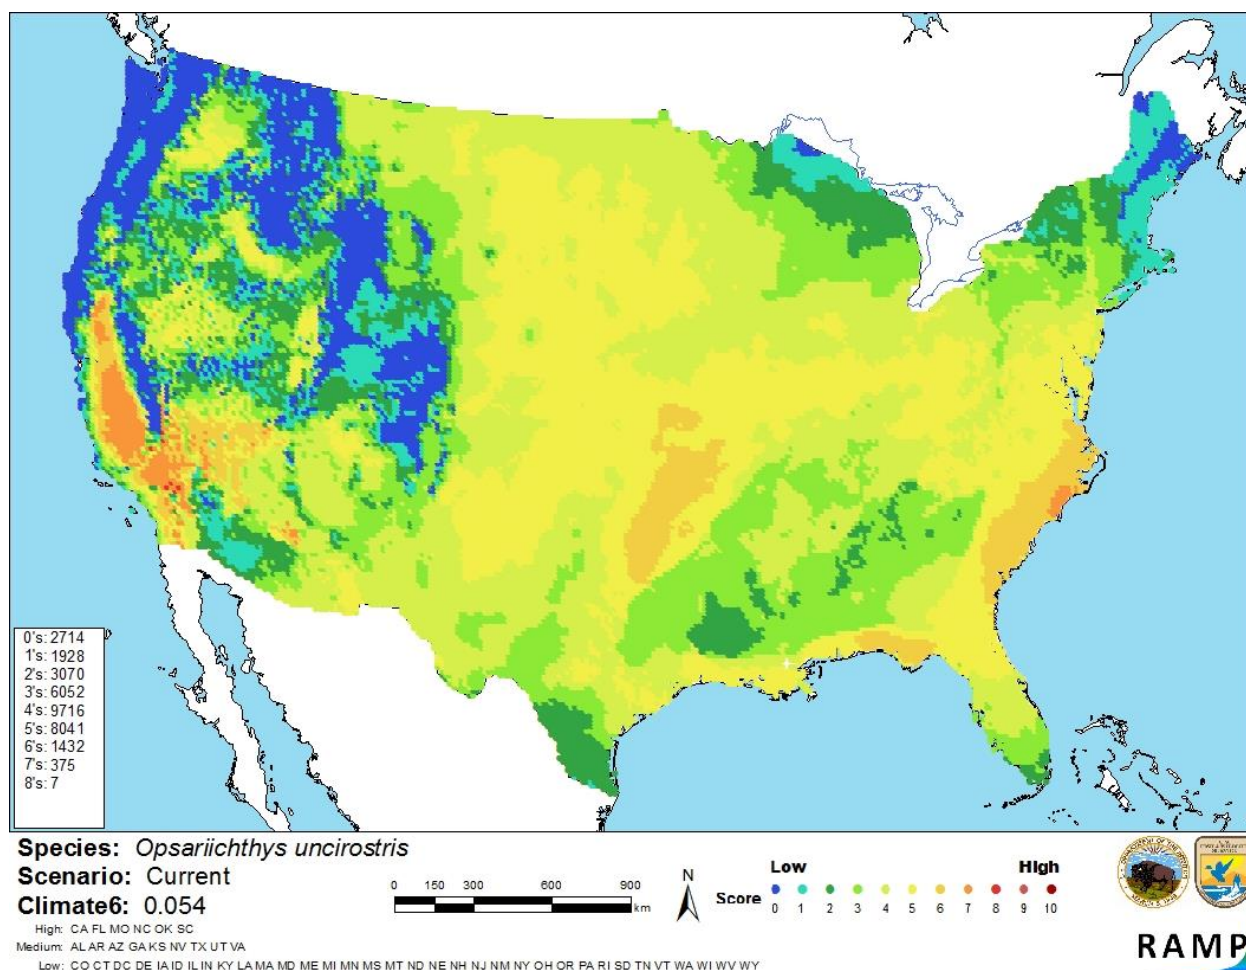 0's: 2714
1's: 1928
2's: 3070
3's: 6052
4's: 9716
5's: 8041
6's: 1432
7's: 375
8's: 7
Species: Opsariichthys uncirostris
Scenario: Current
Climate6: 0.054
High: CA FL MO NC OK SC
Medium: AL AR AZ GA KS NV TX UT VA
Low: CO CT DC DE IA ID IL IN KY LA MA MD ME MI MN MS MT ND NE NH NJ NM NY OH OR PA RI SD TN VT WA WI WV WY
0 150 300 600 900
km
N
Low High
Score 0 1 2 3 4 5 6 7 8 9 10
RAMP